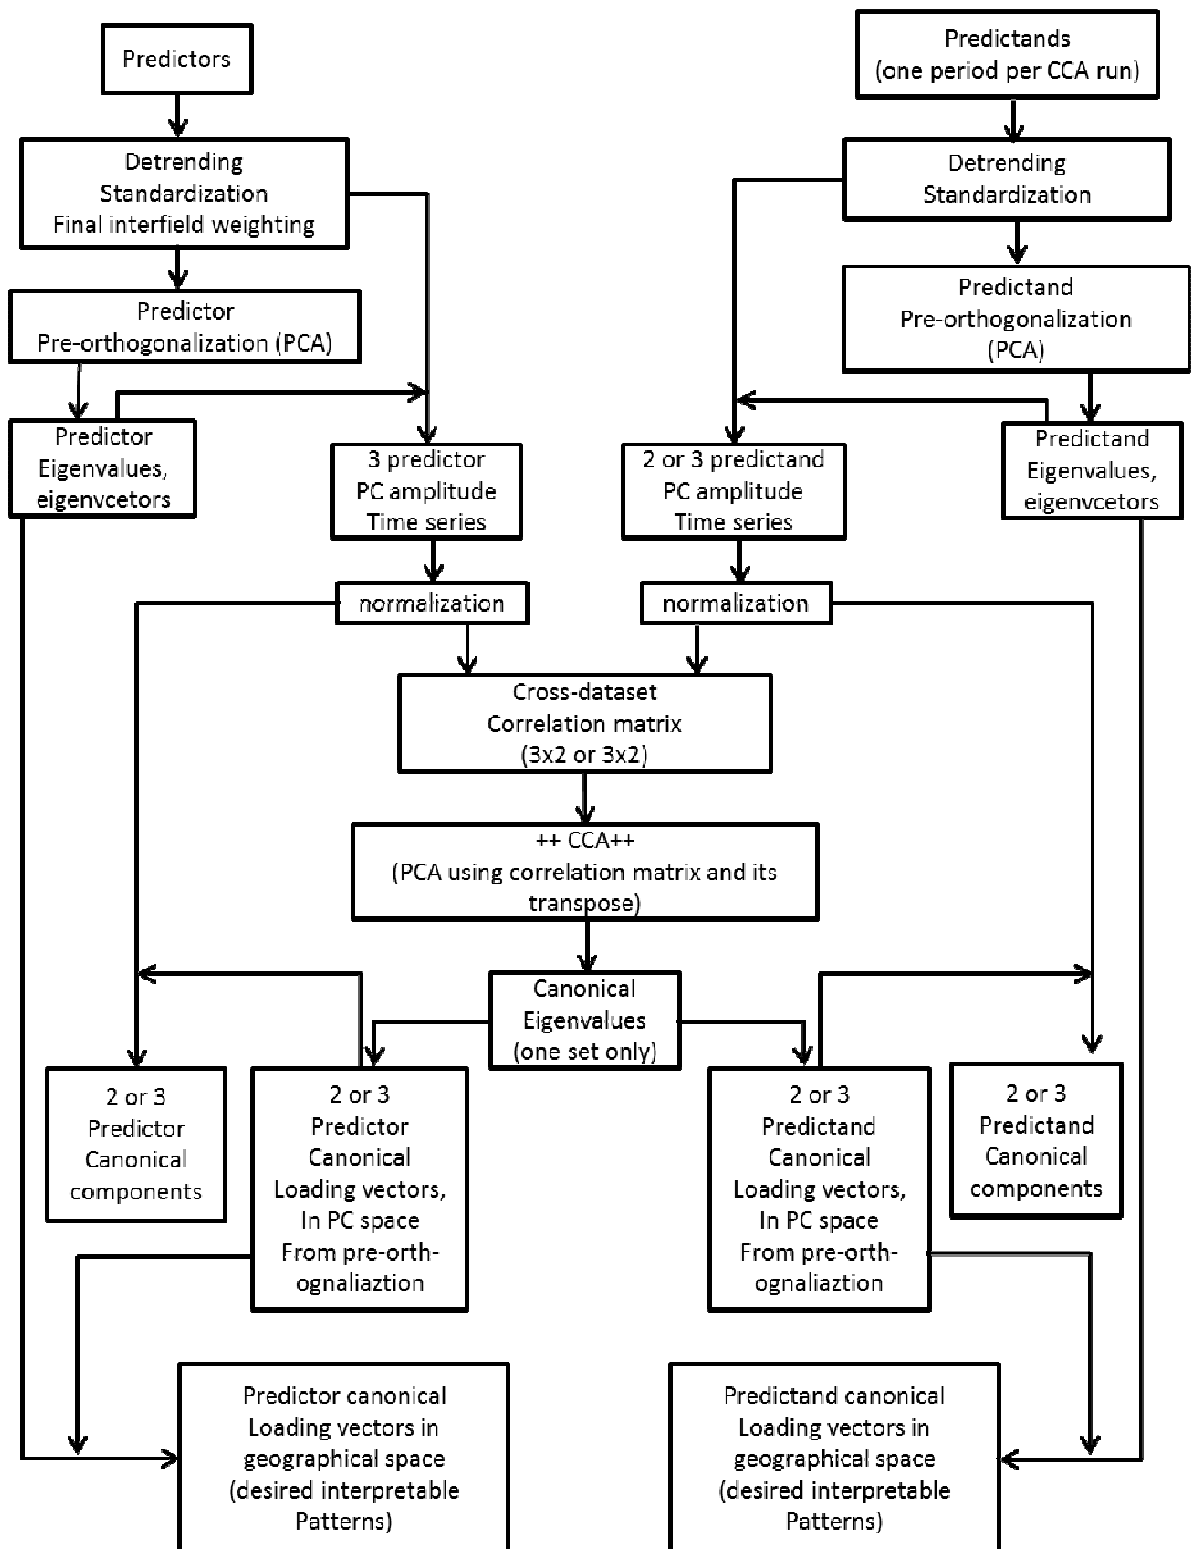 Predictors
Predictands
(one period per CCA run)
Detrending
Standardization
Final interfield weighting
Detrending
Standardization
Predictor
Pre-orthogonalization (PCA)
Predictand
Pre-orthogonalization
(PCA)
Predictor
Eigenvalues,
eigenvcetors
3 predictor
PC amplitude
Time series
2 or 3 predictand
PC amplitude
Time series
Predictand
Eigenvalues,
eigenvcetors
normalization
normalization
Cross-dataset
Correlation matrix
(3x2 or 3x2)
++ CCA++
(PCA using correlation matrix and its
transpose)
Canonical
Eigenvalues
(one set only)
2 or 3
Predictor
Canonical
components
2 or 3
Predictor
Canonical
Loading vectors,
In PC space
From pre-orth-
ognaliaztion
2 or 3
Predictand
Canonical
Loading vectors,
In PC space
From pre-orth-
ognaliaztion
2 or 3
Predictand
Canonical
components
Predictor canonical
Loading vectors in
geographical space
(desired interpretable
Patterns)
Predictand canonical
Loading vectors in
geographical space
(desired interpretable
Patterns)